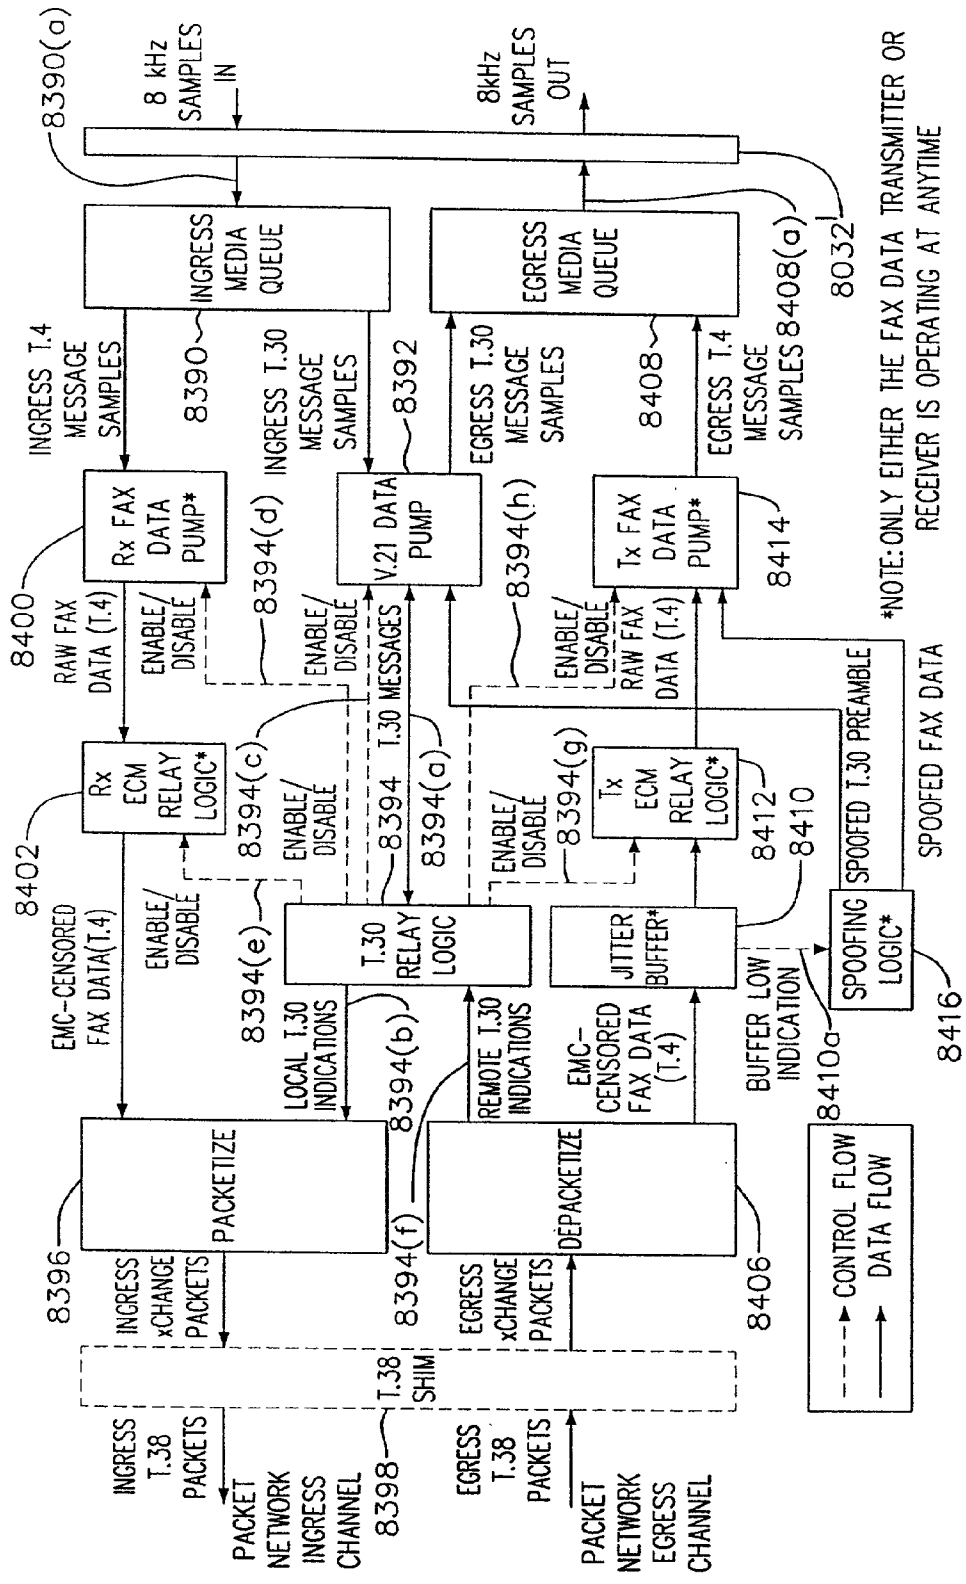 8390(a)
8 kHz
SAMPLES
IN
8kHz
SAMPLES
OUT
INGRESS
MEDIA
QUEUE
EGRESS
MEDIA
QUEUE
8390
8408
8408(a)
8032
INGRESS T.4
MESSAGE
SAMPLES
INGRESS T.30
MESSAGE
SAMPLES
EGRESS T.30
MESSAGE
SAMPLES
EGRESS T.4
MESSAGE
SAMPLES
8400
Rx FAX
DATA
PUMP*
8392
V.21 DATA
PUMP
Tx FAX
DATA
PUMP*
8414
RAW FAX
DATA (T.4)
ENABLE/
DISABLE
8394(d)
ENABLE/
DISABLE
T.30 MESSAGES
8394(h)
ENABLE/
DISABLE
RAW FAX
DATA (T.4)
8402
Rx
ECM
RELAY
LOGIC*
8394(c)
ENABLE/
DISABLE
8394
8394(a)
ENABLE/
DISABLE
8394(g)
Tx
ECM
RELAY
LOGIC*
8412
8410
EMC-CENSORED
FAX DATA(T.4)
ENABLE/
DISABLE
8394(e)
T.30
RELAY
LOGIC
JITTER
BUFFER*
SPOOFING
LOGIC*
8416
SPOOFED T.30 PREAMBLE
SPOOFED FAX DATA
LOCAL T.30
INDICATIONS
8394(b)
REMOTE T.30
INDICATIONS
8394(f)
EMC-
CENSORED
FAX DATA
(T.4)
BUFFER LOW
INDICATION
8410a
8396
PACKETIZE
DEPACKETIZE
8406
INGRESS
xCHANGE
PACKETS
EGRESS
xCHANGE
PACKETS
T.38
SHIM
8398
INGRESS
T.38
PACKETS
EGRESS
T.38
PACKETS
PACKET
NETWORK
INGRESS
CHANNEL
PACKET
NETWORK
EGRESS
CHANNEL
CONTROL FLOW
DATA FLOW
*NOTE: ONLY EITHER THE FAX DATA TRANSMITTER OR
RECEIVER IS OPERATING AT ANYTIME